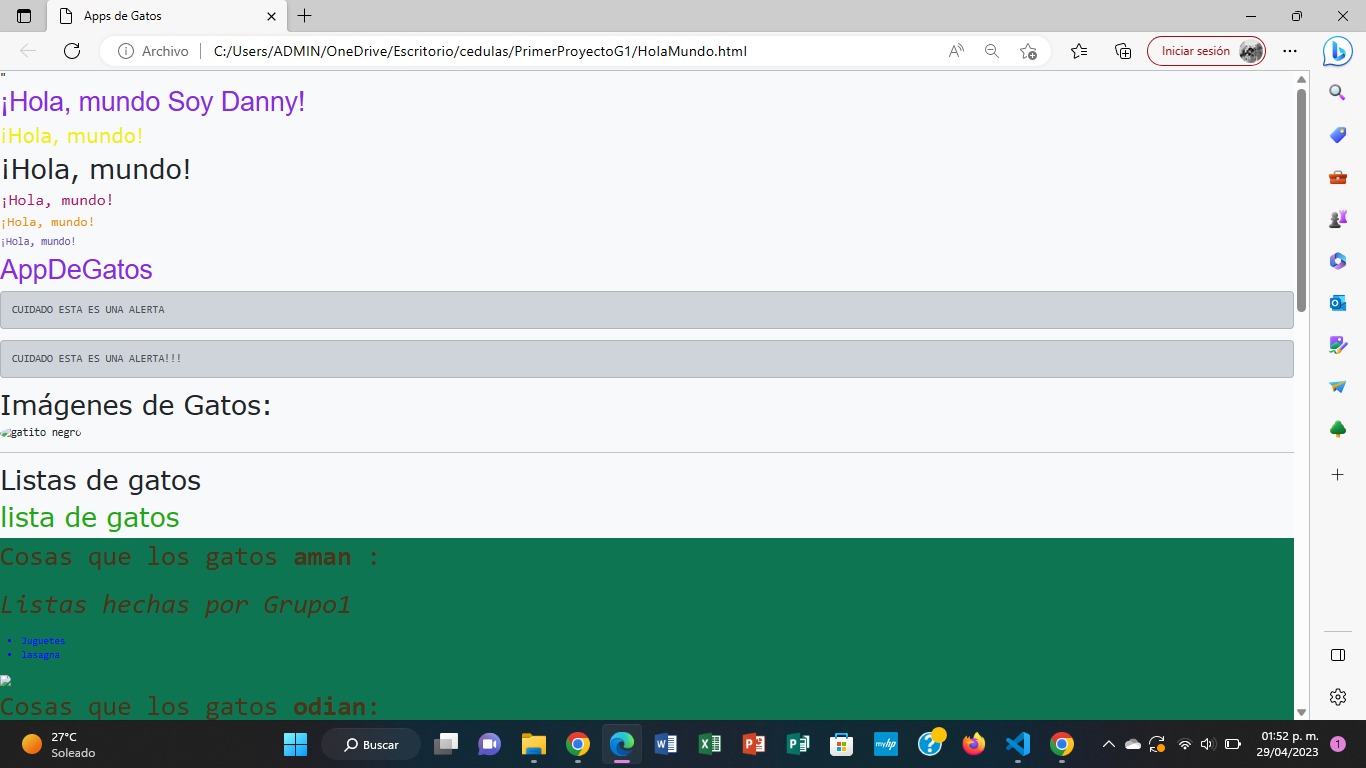 Apps de Gatos
Archivo
C:/Users/ADMIN/OneDrive/Escritorio/cedulas/PrimerProyectoG1/HolaMundo.html
Iniciar sesión
"
¡Hola, mundo Soy Danny!
¡Hola, mundo!
¡Hola, mundo!
¡Hola, mundo!
¡Hola, mundo!
¡Hola, mundo!
AppDeGatos
CUIDADO ESTA ES UNA ALERTA
CUIDADO ESTA ES UNA ALERTA!!!
Imágenes de Gatos:
gatito negro
Listas de gatos
lista de gatos
Cosas que los gatos aman :
Listas hechas por Grupo1
• Juguetes
• lasagna
Cosas que los gatos odian:
27°C
Soleado
Buscar
01:52 p. m.
29/04/2023
1